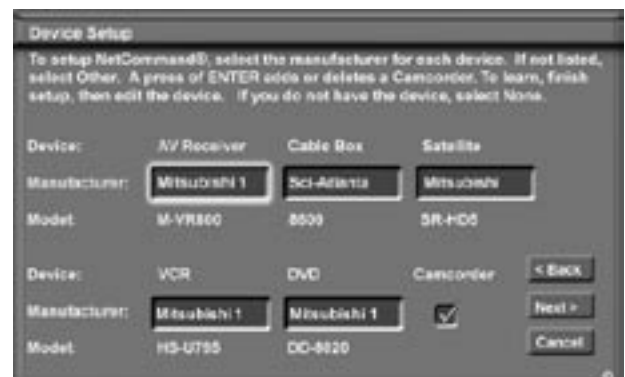 Device Setup
To setup NetCommand®, select the manufacturer for each device. If not listed,
select Other. A press of ENTER adds or deletes a Camcorder. To learn, finish
setup, then edit the device. If you do not have the device, select None.
Device: AV Receiver Cable Box Satellite
Manufacturer: Mitsubishi 1 Sci-Atlanta Mitsubishi
Model: M-VR800 8600 SR-HD5
Device: VCR DVD Camcorder < Back
Manufacturer: Mitsubishi 1 Mitsubishi 1 Next >
Model: HS-U795 DD-8020 Cancel